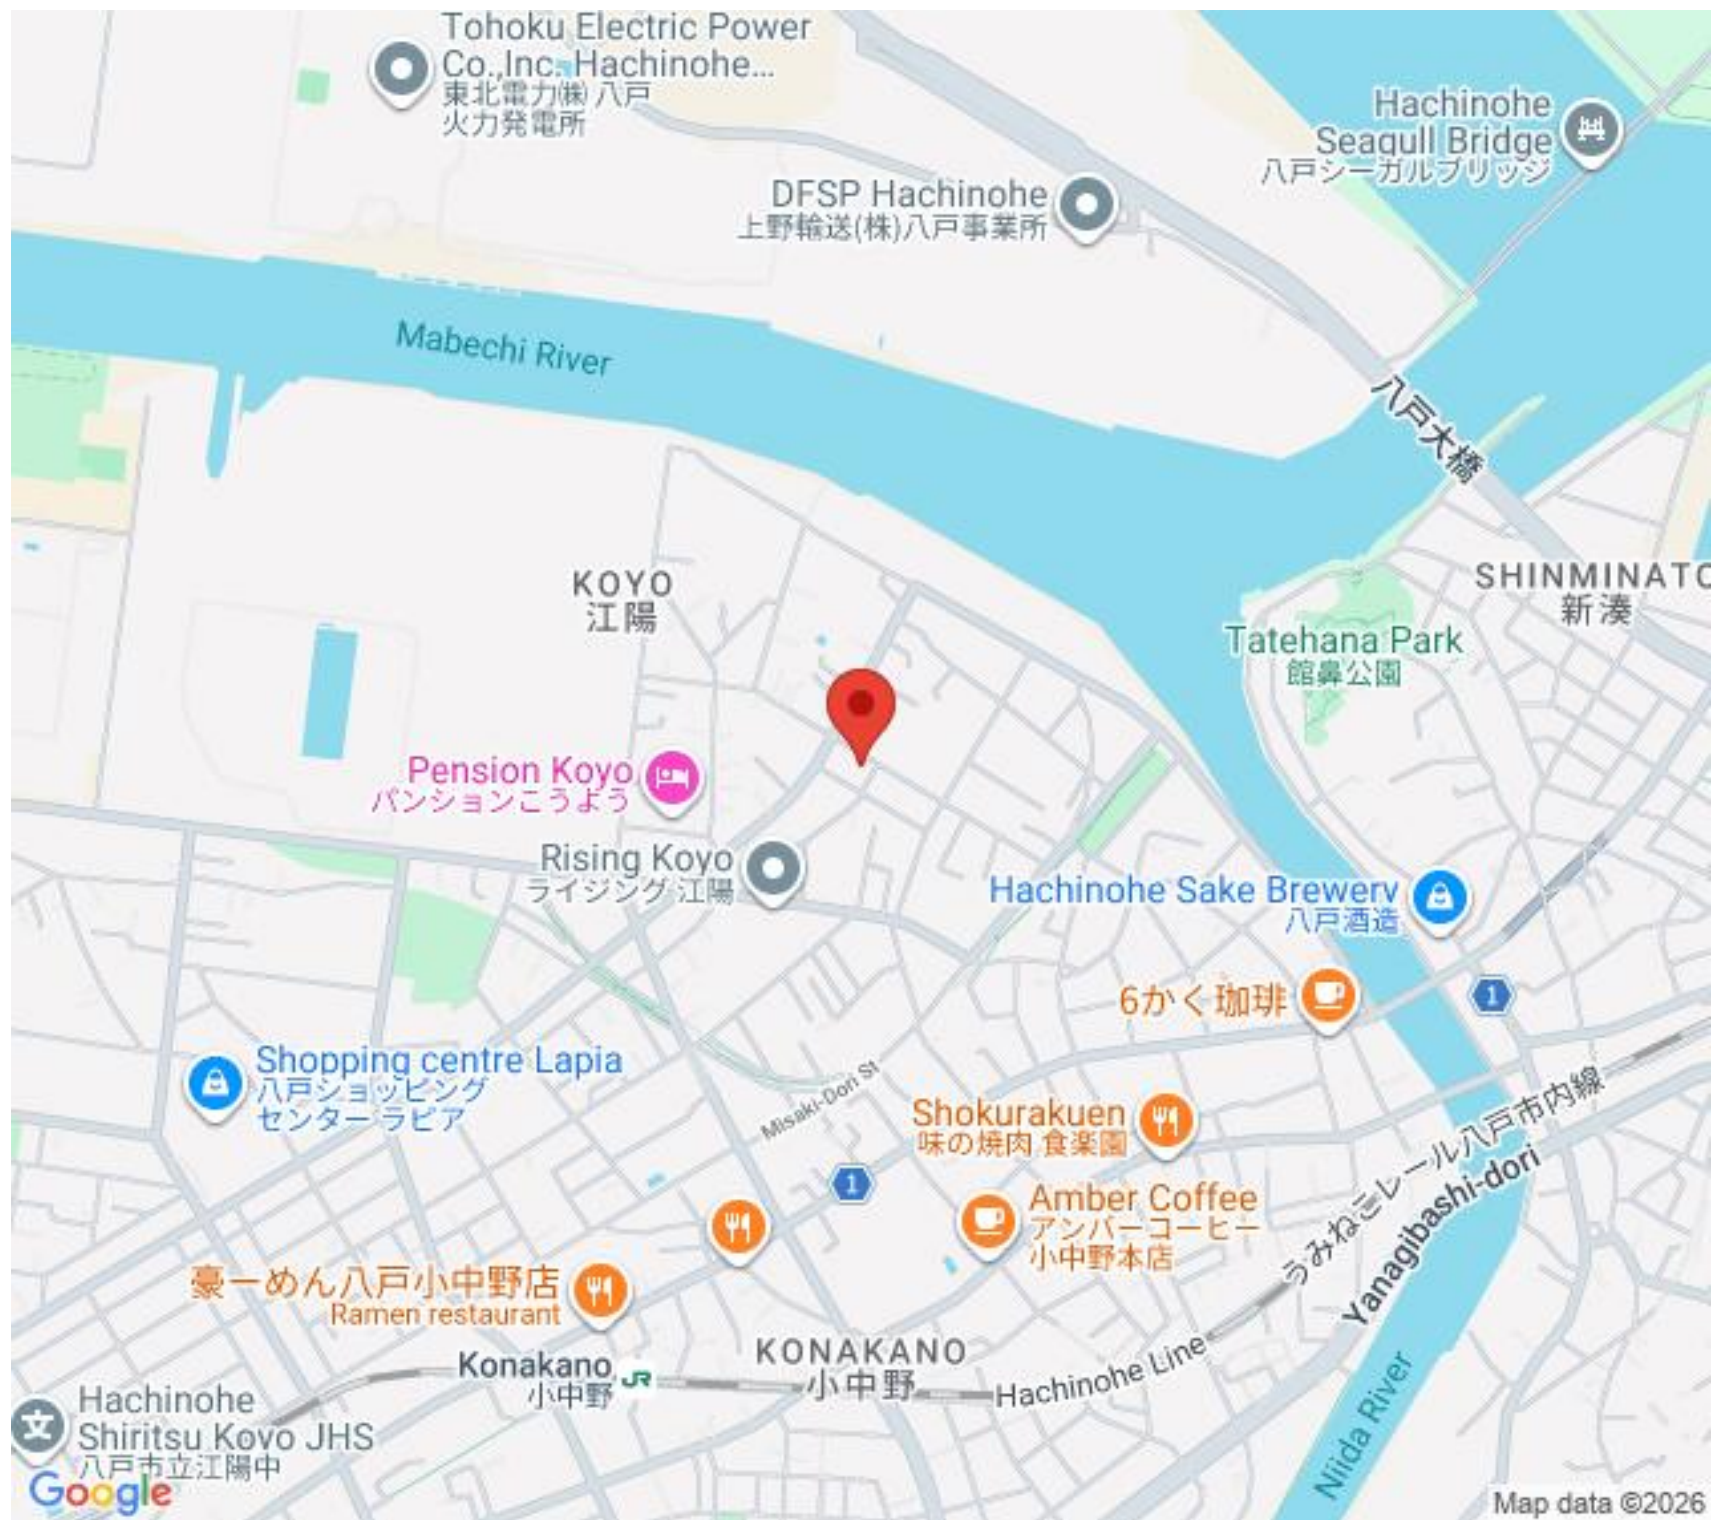 Tohoku Electric Power
Co.,Inc. Hachinohe...
東北電力㈱ 八戸
火力発電所
Hachinohe
Seagull Bridge
八戸シーガルブリッジ
DFSP Hachinohe
上野輸送(株)八戸事業所
Mabechi River
八戸大橋
KOYO
江陽
SHINMINATO
新湊
Tatehana Park
館鼻公園
Pension Koyo
パンションこうよう
Rising Koyo
ライジング 江陽
Hachinohe Sake Brewery
八戸酒造
6かく珈琲
1
Shopping centre Lapia
八戸ショッピング
センター ラピア
Misaki-Dori St
Shokurakuen
味の焼肉 食楽園
うみねこレール八戸市内線
Yanagibashi-dori
1
Amber Coffee
アンバーコーヒー
小中野本店
豪ーめん八戸小中野店
Ramen restaurant
Konakano
小中野
JR
KONAKANO
小中野
Hachinohe Line
Niida River
Hachinohe
Shiritsu Koyo JHS
八戸市立江陽中
文
Google
Map data ©2026